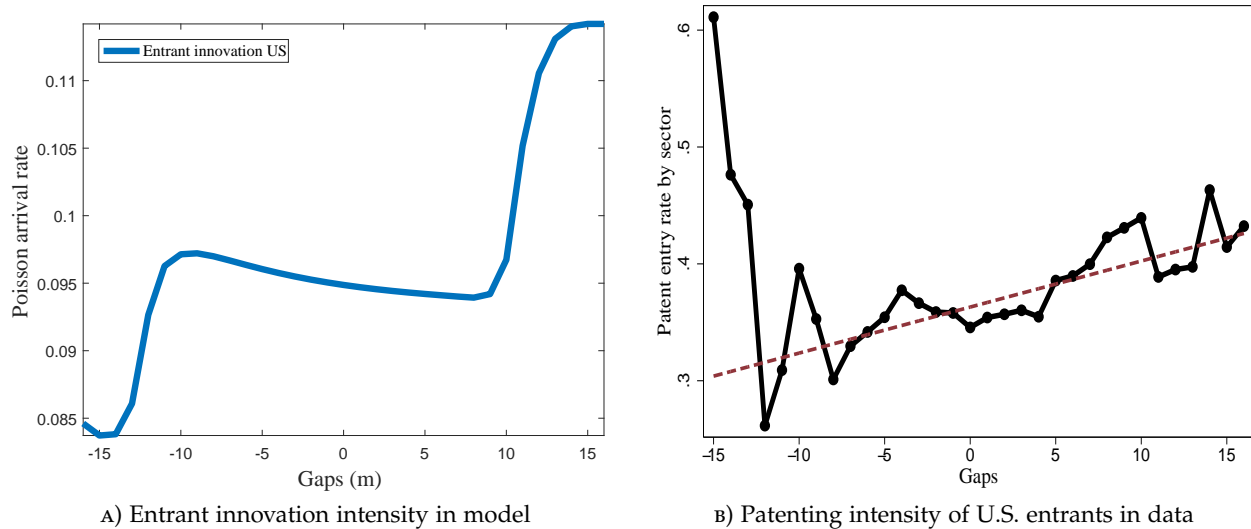 Entrant innovation US
Poisson arrival rate
0.11
0.105
0.1
0.095
0.09
0.085
-15 -10 -5 0 5 10 15
Gaps (m)
A) Entrant innovation intensity in model
Patent entry rate by sector
.6
.5
.4
.3
−15 −10 −5 0 5 10 15
Gaps
B) Patenting intensity of U.S. entrants in data